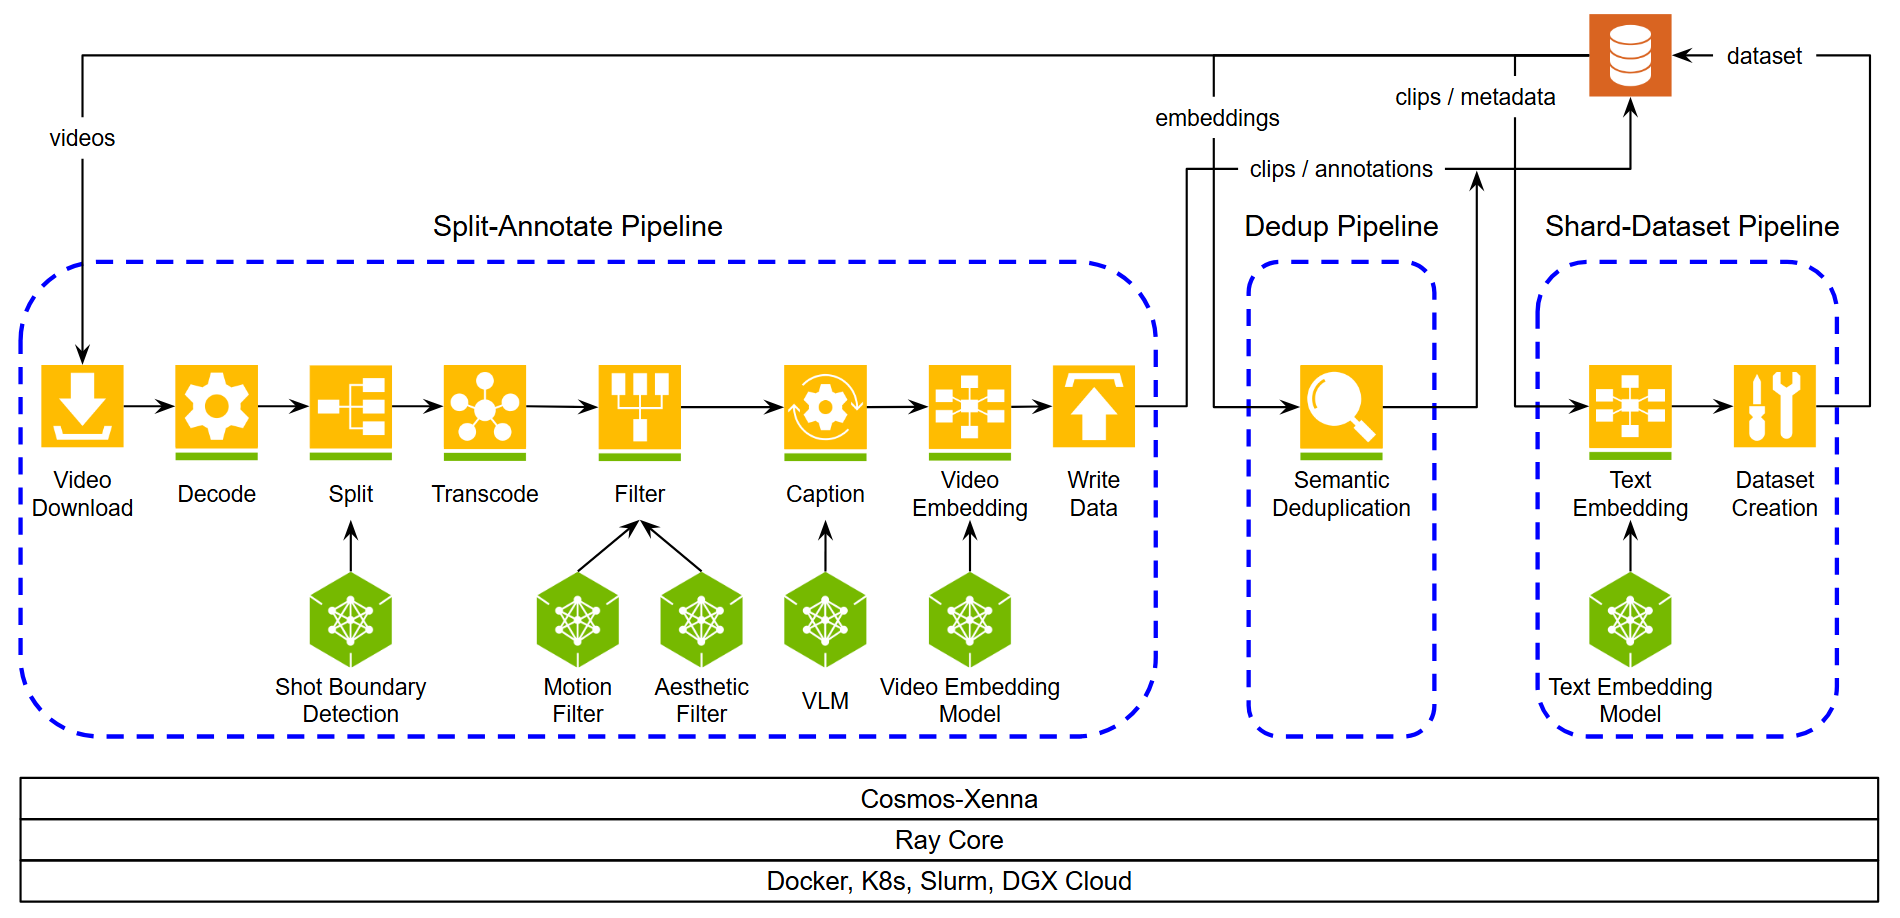 dataset
clips / metadata
embeddings
videos
clips / annotations
Split-Annotate Pipeline
Dedup Pipeline
Shard-Dataset Pipeline
Video
Download
Decode
Split
Transcode
Filter
Caption
Video
Embedding
Write
Data
Semantic
Deduplication
Text
Embedding
Dataset
Creation
Shot Boundary
Detection
Motion
Filter
Aesthetic
Filter
VLM
Video Embedding
Model
Text Embedding
Model
Cosmos-Xenna
Ray Core
Docker, K8s, Slurm, DGX Cloud